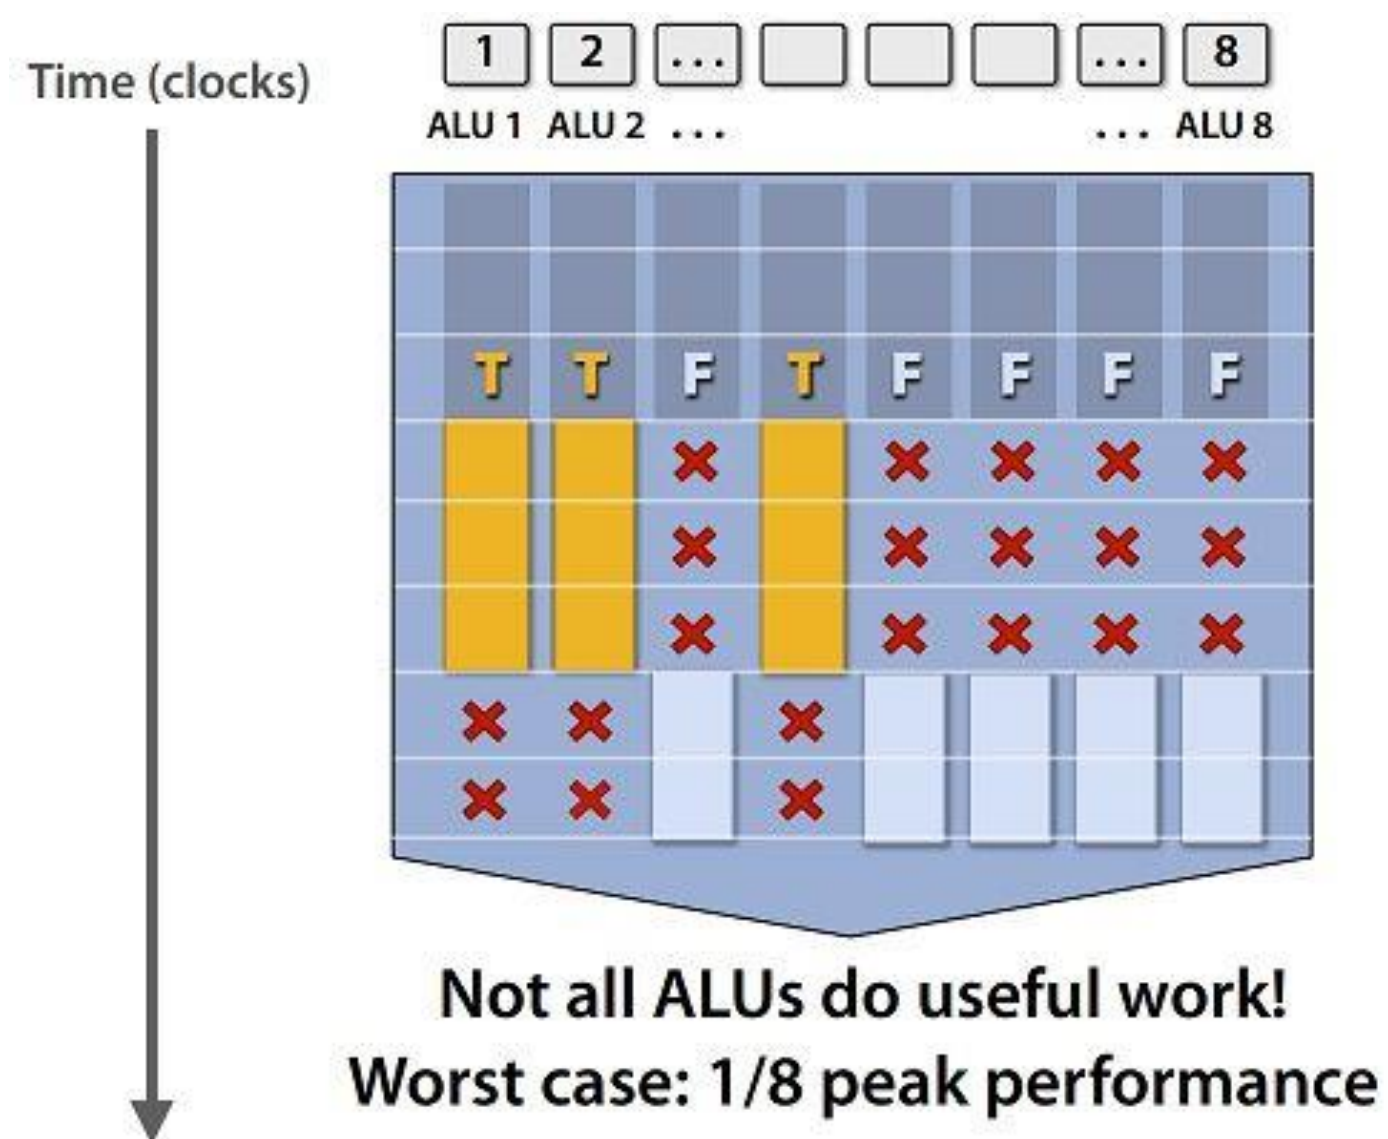 1 2 ... ... 8
Time (clocks)
ALU 1 ALU 2 ... ... ALU 8
T T F T F F F F
Not all ALUs do useful work!
Worst case: 1/8 peak performance